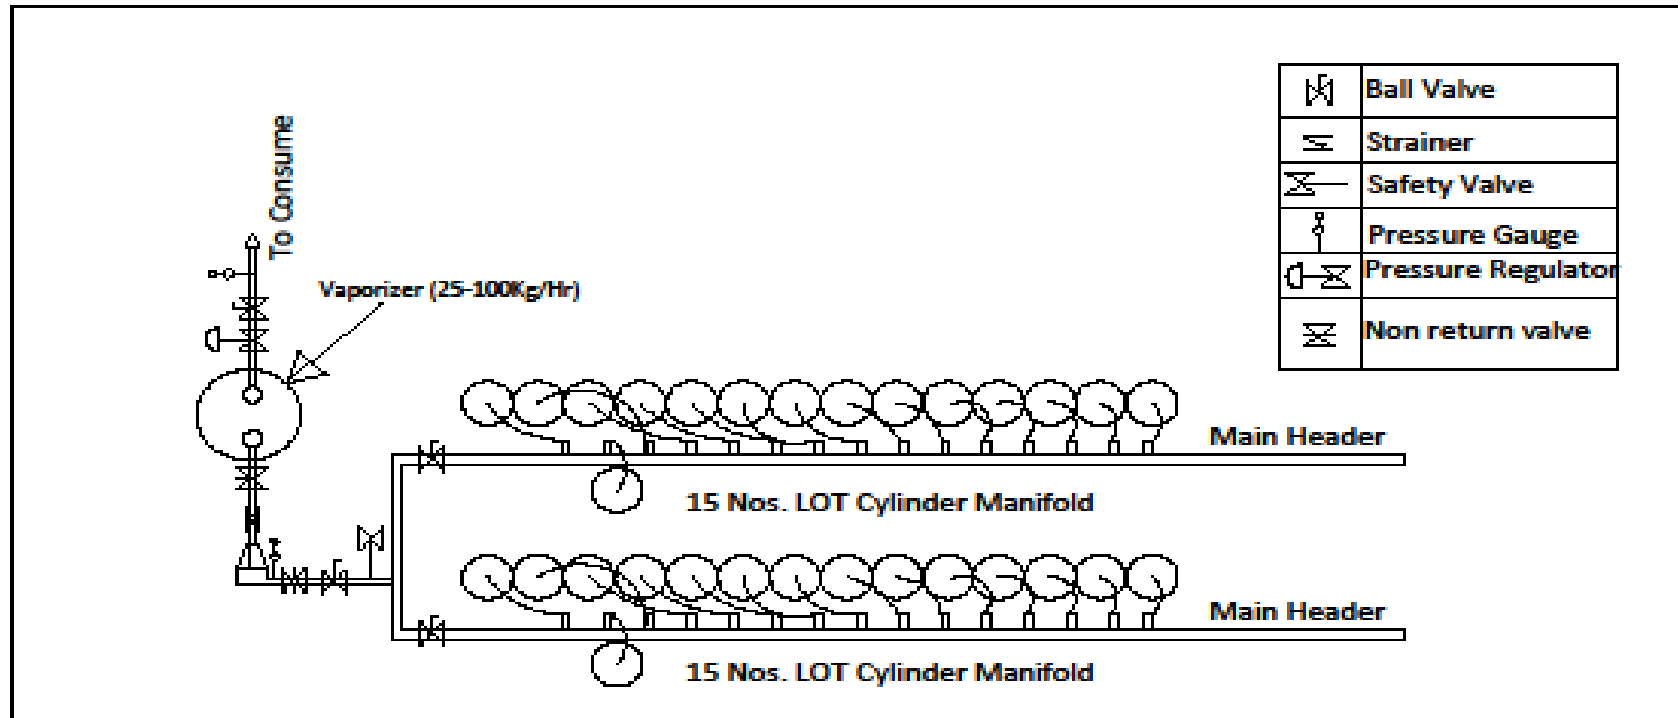 Ball Valve
Strainer
Safety Valve
Pressure Gauge
Pressure Regulator
Non return valve
To Consume
Vaporizer (25-100Kg/Hr)
Main Header
15 Nos. LOT Cylinder Manifold
Main Header
15 Nos. LOT Cylinder Manifold